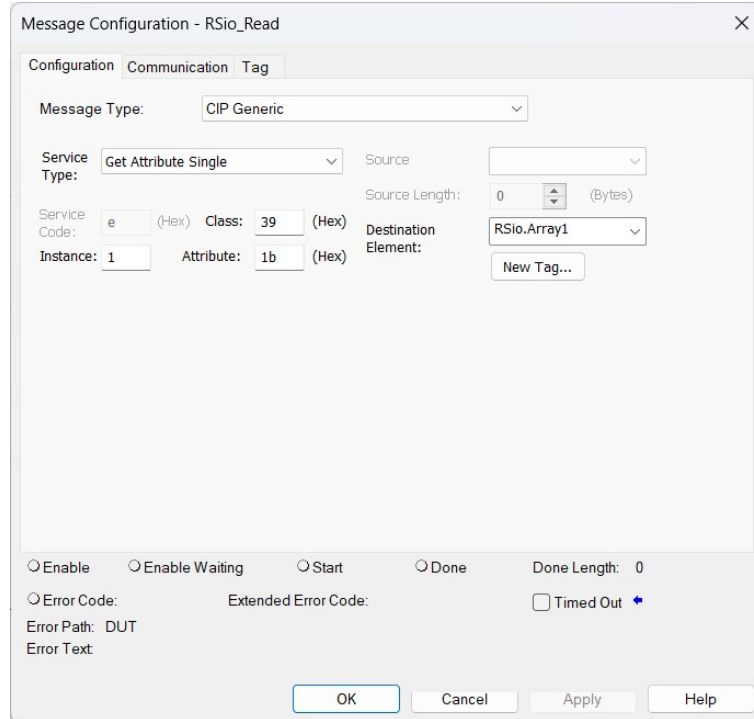 Message Configuration - RSio_Read
Configuration Communication Tag
Message Type: CIP Generic
Service Type: Get Attribute Single
Source
Source Length: 0 (Bytes)
Service Code: e (Hex) Class: 39 (Hex)
Destination Element: RSio.Array1
Instance: 1 Attribute: 1b (Hex)
New Tag...
Enable Enable Waiting Start Done Done Length: 0
Error Code: Extended Error Code: Timed Out
Error Path: DUT
Error Text:
OK Cancel Apply Help